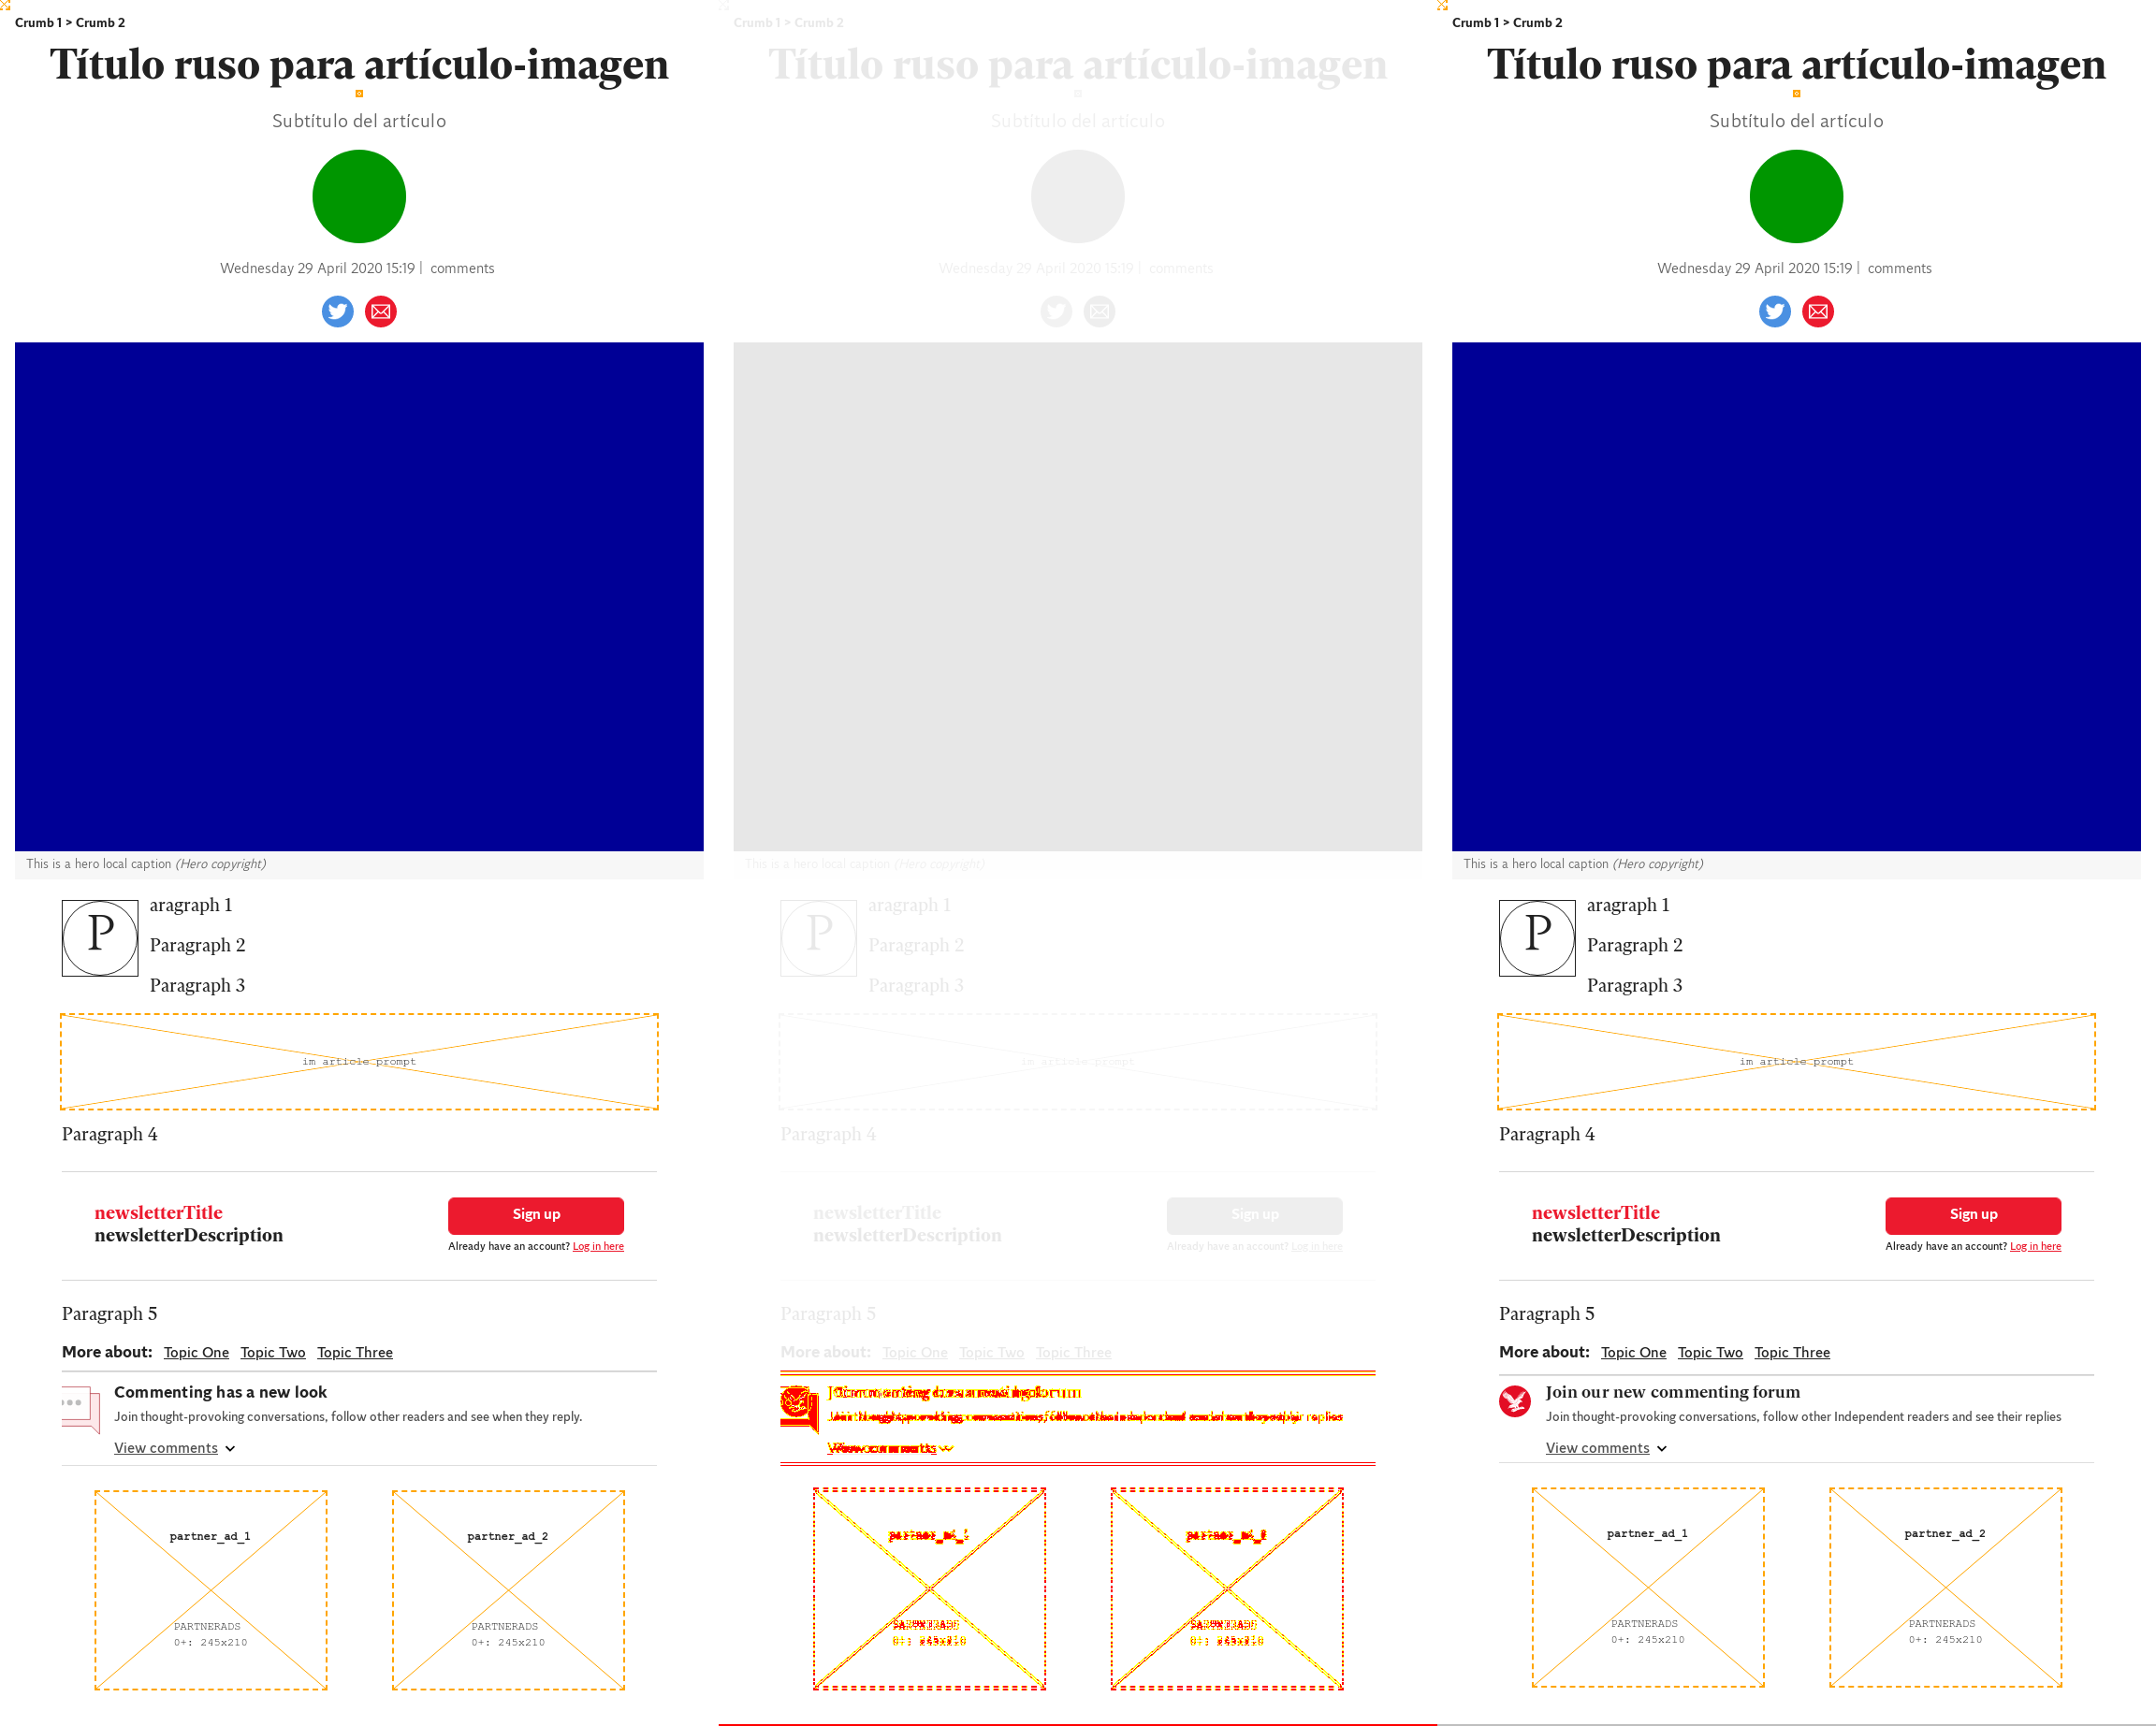 Crumb 1 > Crumb 2
Título ruso para artículo-imagen
Subtítulo del artículo
Wednesday 29 April 2020 15:19 | comments
This is a hero local caption (Hero copyright)
P
aragraph 1
Paragraph 2
Paragraph 3
im article prompt
Paragraph 4
newsletterTitle
newsletterDescription
Sign up
Already have an account? Log in here
Paragraph 5
More about: Topic One Topic Two Topic Three
Commenting has a new look
Join thought-provoking conversations, follow other readers and see when they reply.
View comments
partner_ad_1
PARTNERADS
0+: 245x210
partner_ad_2
PARTNERADS
0+: 245x210
Crumb 1 > Crumb 2
Título ruso para artículo-imagen
Subtítulo del artículo
Wednesday 29 April 2020 15:19 | comments
This is a hero local caption (Hero copyright)
P
aragraph 1
Paragraph 2
Paragraph 3
im article prompt
Paragraph 4
newsletterTitle
newsletterDescription
Sign up
Already have an account? Log in here
Paragraph 5
More about: Topic One Topic Two Topic Three
Crumb 1 > Crumb 2
Título ruso para artículo-imagen
Subtítulo del artículo
Wednesday 29 April 2020 15:19 | comments
This is a hero local caption (Hero copyright)
P
aragraph 1
Paragraph 2
Paragraph 3
im article prompt
Paragraph 4
newsletterTitle
newsletterDescription
Sign up
Already have an account? Log in here
Paragraph 5
More about: Topic One Topic Two Topic Three
Join our new commenting forum
Join thought-provoking conversations, follow other Independent readers and see their replies
View comments
partner_ad_1
PARTNERADS
0+: 245x210
partner_ad_2
PARTNERADS
0+: 245x210